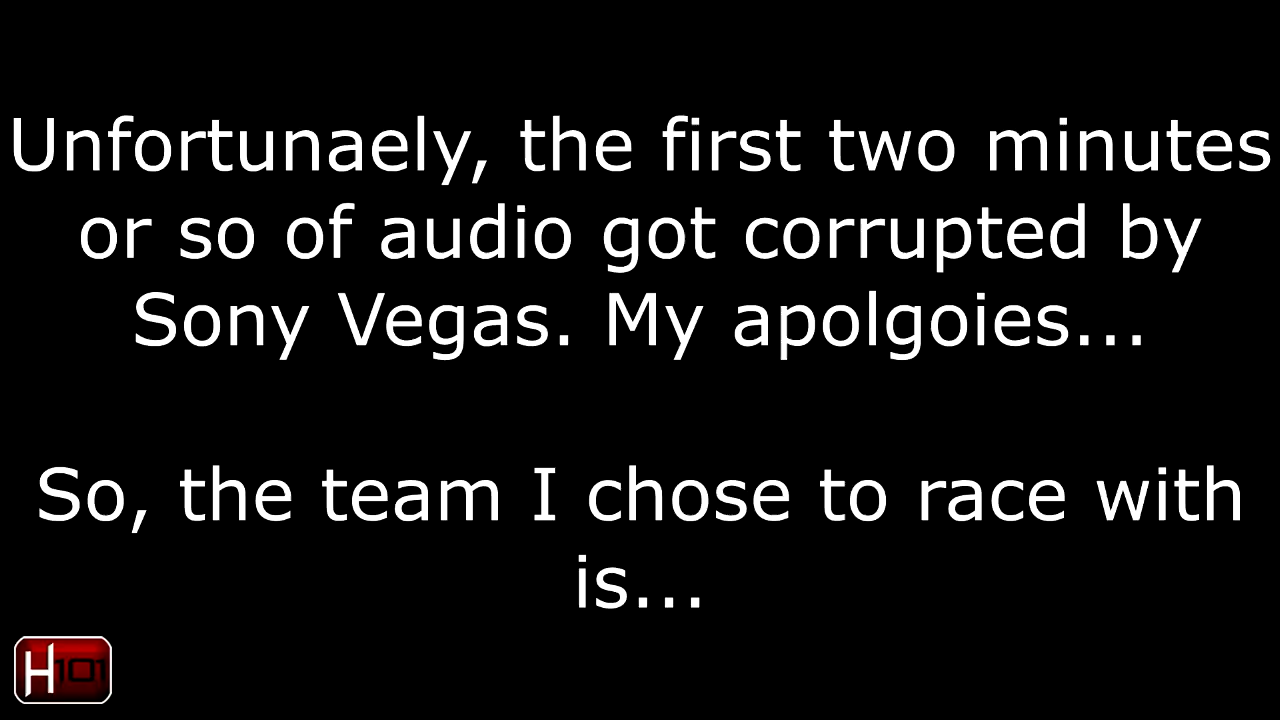 Unfortunaely, the first two minutes
or so of audio got corrupted by
Sony Vegas. My apolgoies...
So, the team I chose to race with
is...
H101